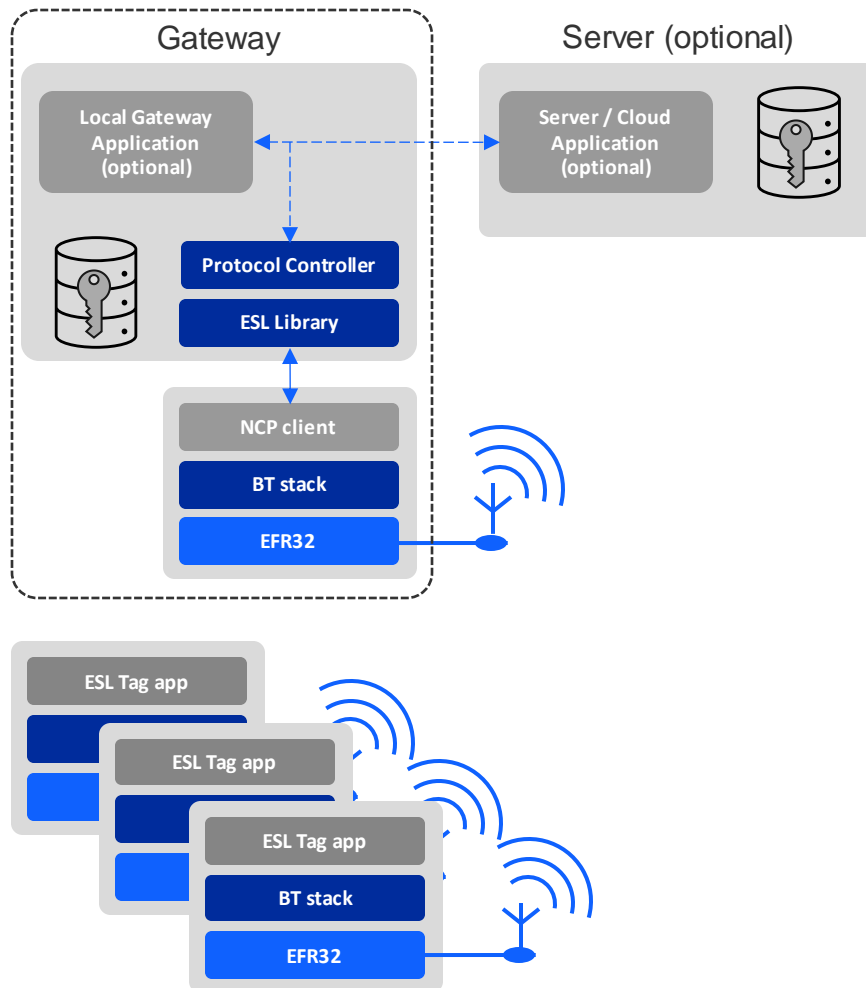 Gateway
Server (optional)
Local Gateway
Application
(optional)
Server / Cloud
Application
(optional)
Protocol Controller
ESL Library
NCP client
BT stack
EFR32
ESL Tag app
ESL Tag app
ESL Tag app
BT stack
EFR32